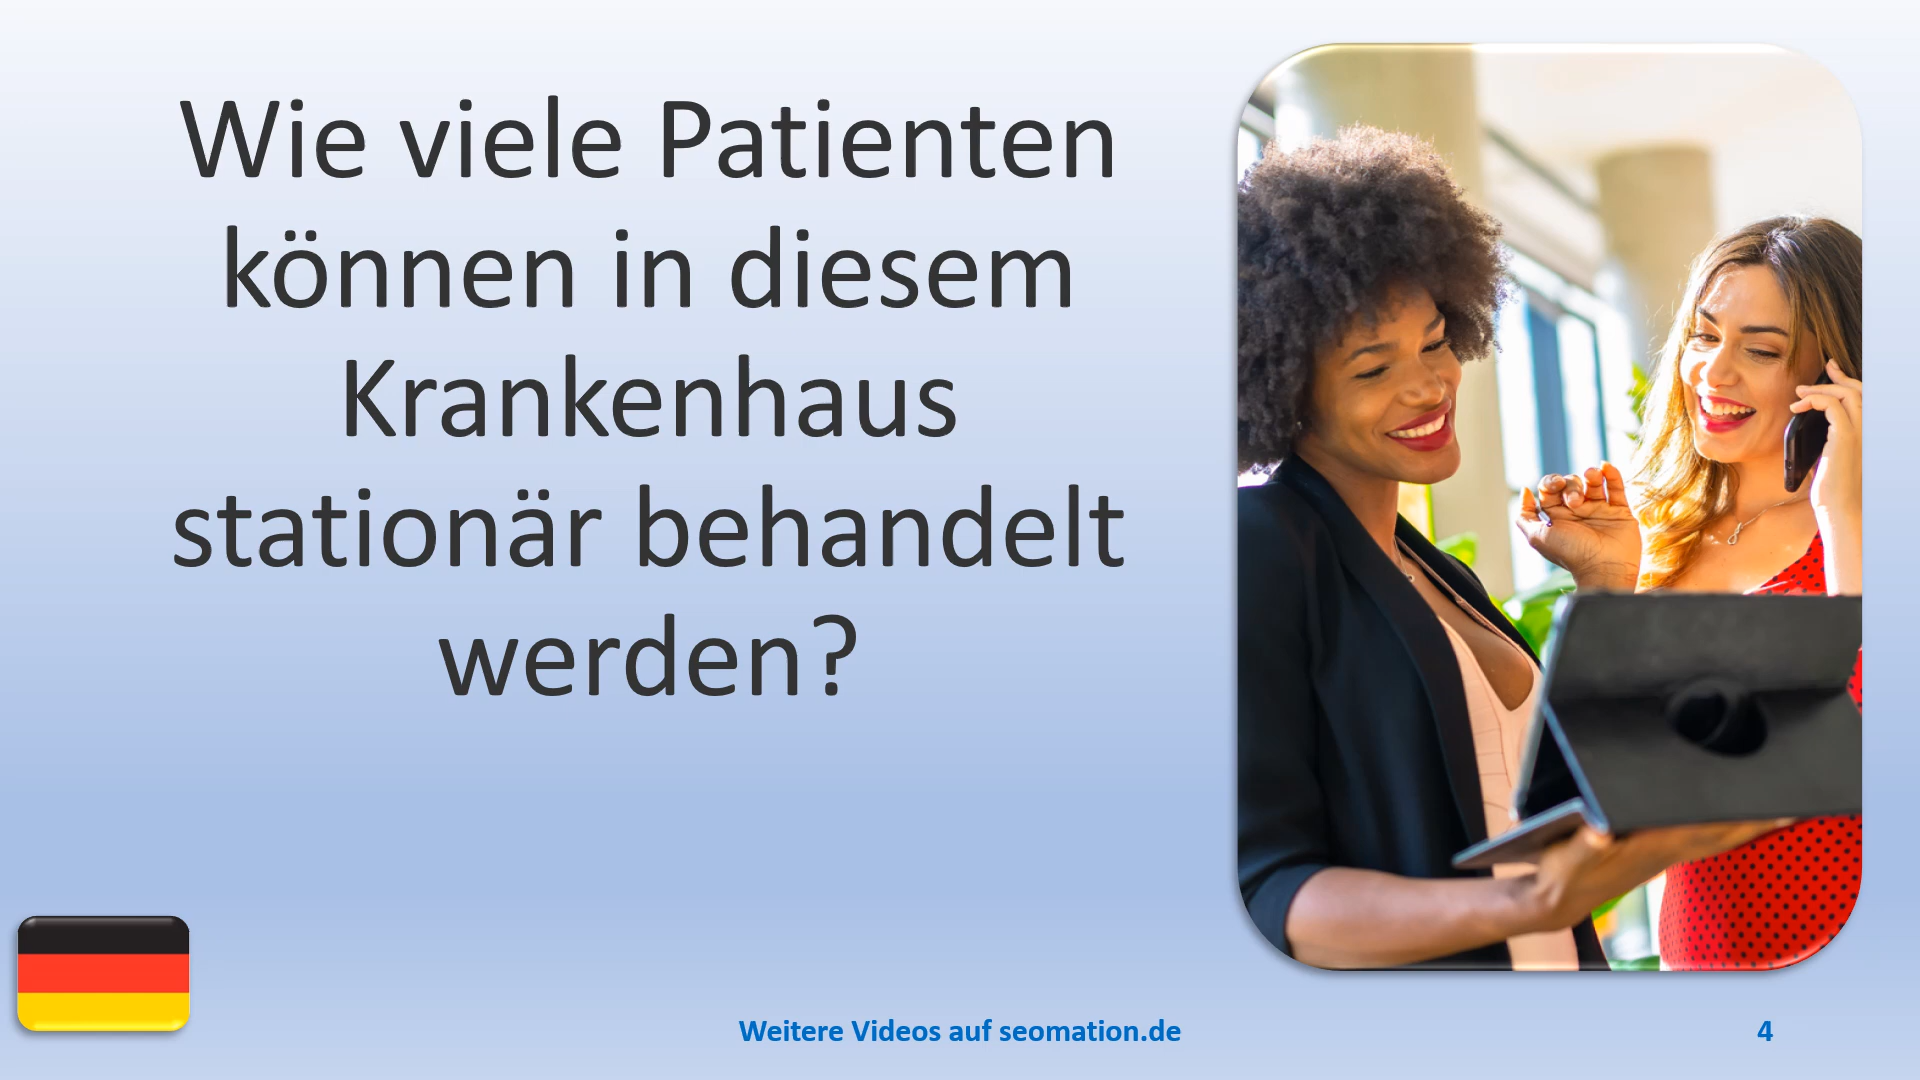 Wie viele Patienten
können in diesem
Krankenhaus
stationär behandelt
werden?
Weitere Videos auf seomation.de
4